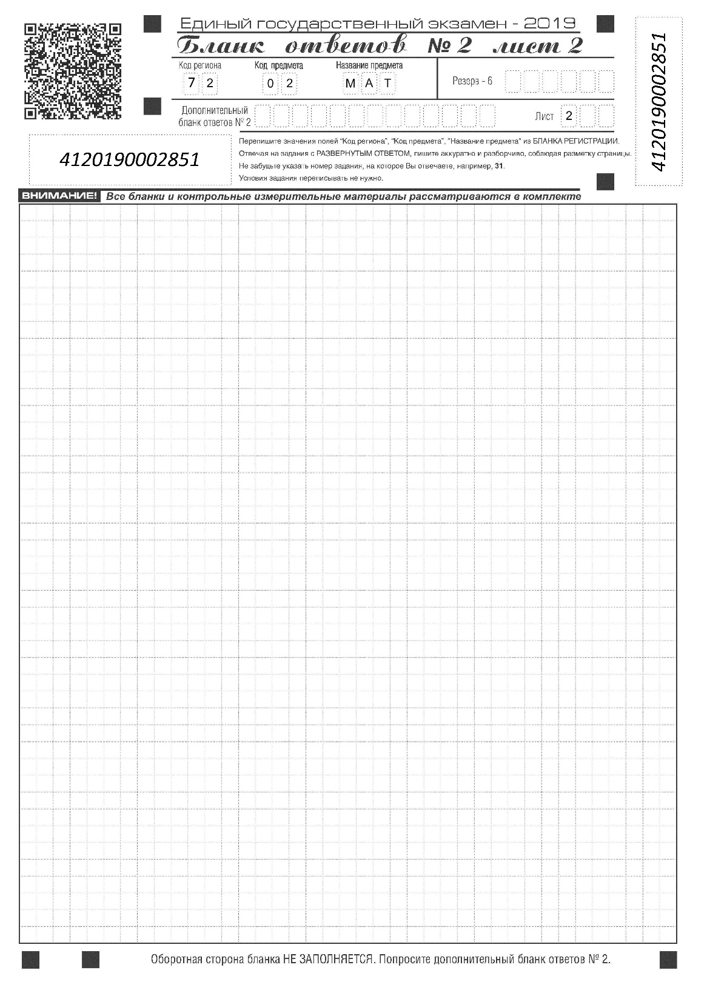 Единый государственный экзамен - 2019
Бланк ответов № 2 лист 2
Код региона Код предмета Название предмета
7 2 0 2 М А Т Резерв - 6
Дополнительный
бланк ответов № 2 Лист 2
4120190002851
4120190002851
Перепишите значения полей "Код региона", "Код предмета", "Название предмета" из БЛАНКА РЕГИСТРАЦИИ.
Отвечая на задания с РАЗВЕРНУТЫМ ОТВЕТОМ, пишите аккуратно и разборчиво, соблюдая разметку страницы.
Не забудьте указать номер задания, на которое Вы отвечаете, например, 31.
Условия задания переписывать не нужно.
ВНИМАНИЕ! Все бланки и контрольные измерительные материалы рассматриваются в комплекте
Оборотная сторона бланка НЕ ЗАПОЛНЯЕТСЯ. Попросите дополнительный бланк ответов № 2.